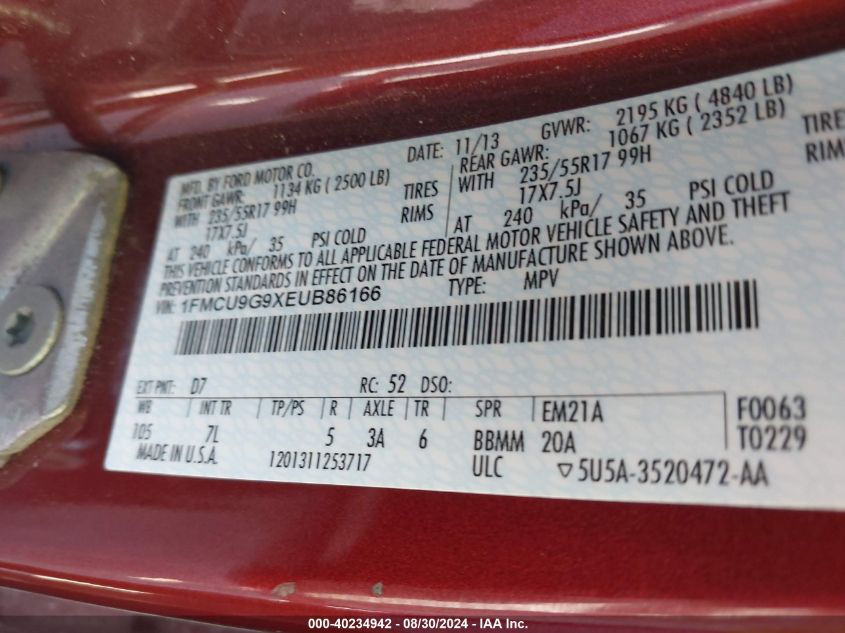 MFD. BY FORD MOTOR CO. DATE: 11/13 GVWR: 2195 KG ( 4840 LB)
FRONT GAWR: 1134 KG ( 2500 LB) REAR GAWR: 1067 KG ( 2352 LB)
WITH 235/55R17 99H TIRES WITH 235/55R17 99H TIRE
17X7.5J RIMS 17X7.5J RIMS
AT 240 kPa/ 35 PSI COLD AT 240 kPa/ 35 PSI COLD
THIS VEHICLE CONFORMS TO ALL APPLICABLE FEDERAL MOTOR VEHICLE SAFETY AND THEFT
PREVENTION STANDARDS IN EFFECT ON THE DATE OF MANUFACTURE SHOWN ABOVE.
VIN: 1FMCU9G9XEUB86166 TYPE: MPV
EXT PNT: D7 RC: 52 DSO:
WB INT TR TP/PS R AXLE TR SPR EM21A F0063
105 7L 5 3A 6 BBMM 20A T0229
MADE IN U.S.A. 1201311253717 ULC ▽5U5A-3520472-AA
000-40234942 - 08/30/2024 - IAA Inc.